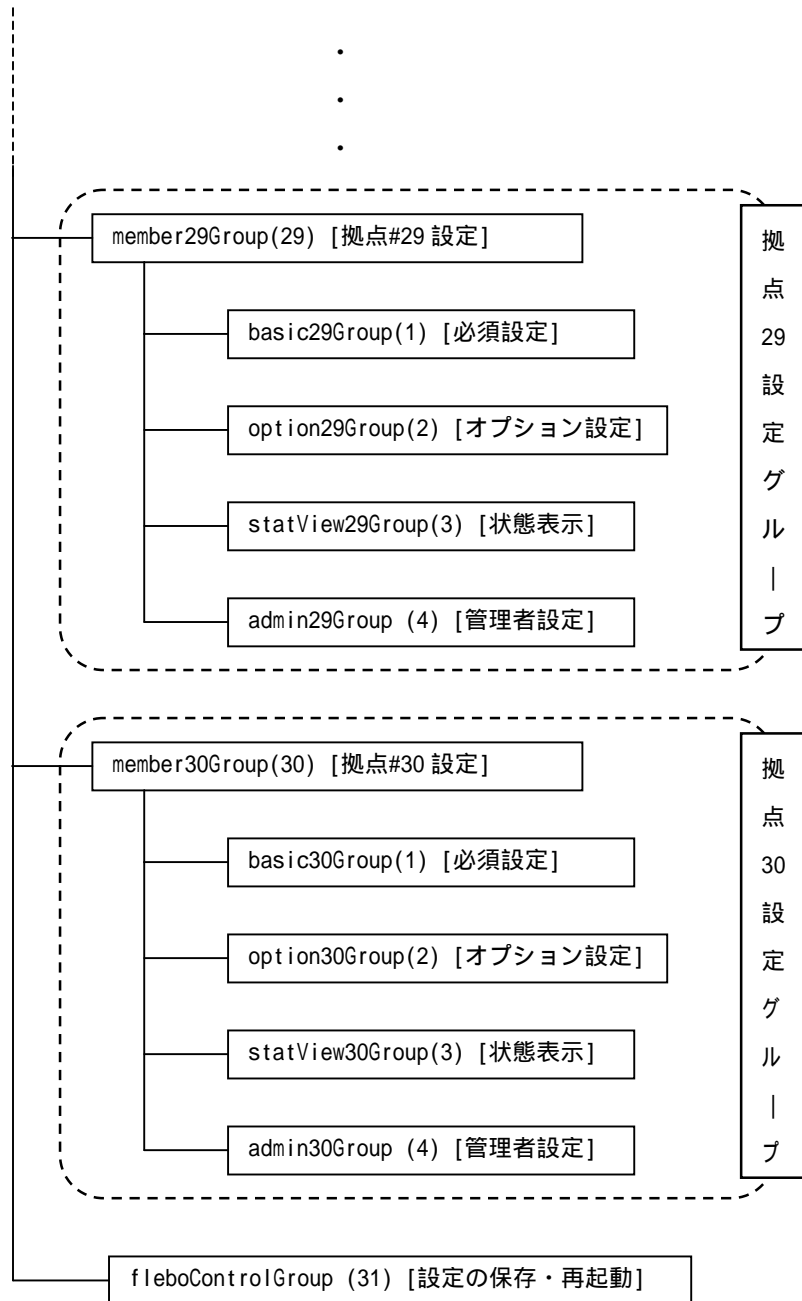 ・
・
・
member29Group(29) [拠点#29 設定]
basic29Group(1) [必須設定]
option29Group(2) [オプション設定]
statView29Group(3) [状態表示]
admin29Group (4) [管理者設定]
拠点29設定グループ
member30Group(30) [拠点#30 設定]
basic30Group(1) [必須設定]
option30Group(2) [オプション設定]
statView30Group(3) [状態表示]
admin30Group (4) [管理者設定]
拠点30設定グループ
fleboControlGroup (31) [設定の保存・再起動]